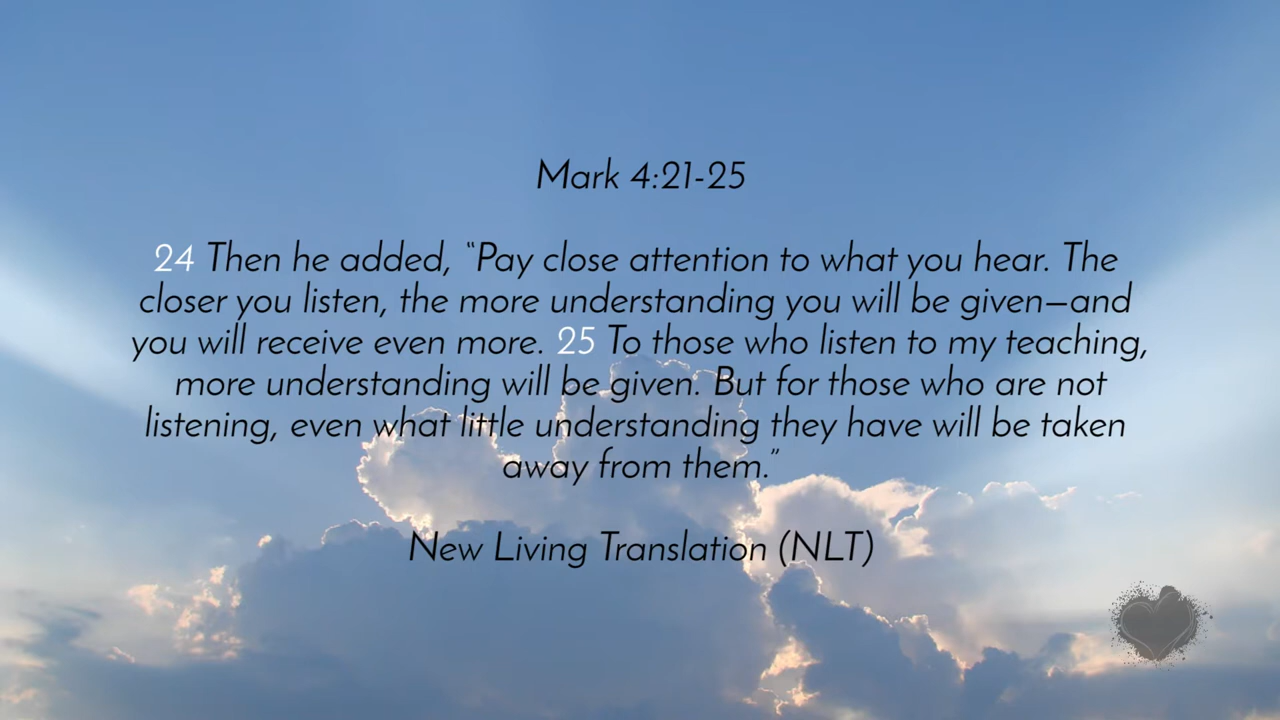 Mark 4:21-25
24 Then he added, “Pay close attention to what you hear. The
closer you listen, the more understanding you will be given—and
you will receive even more. 25 To those who listen to my teaching,
more understanding will be given. But for those who are not
listening, even what little understanding they have will be taken
away from them.”
New Living Translation (NLT)